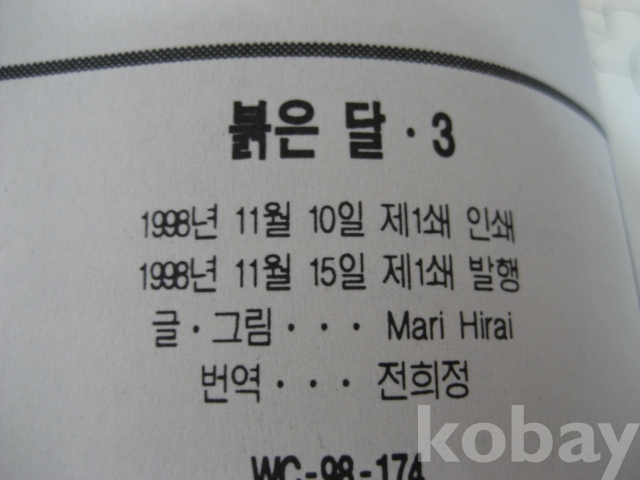 붉은 달 · 3
1998년 11월 10일 제1쇄 인쇄
1998년 11월 15일 제1쇄 발행
글 · 그림 · · · Mari Hirai
번역 · · · 전희정
WC-98-174
kobay